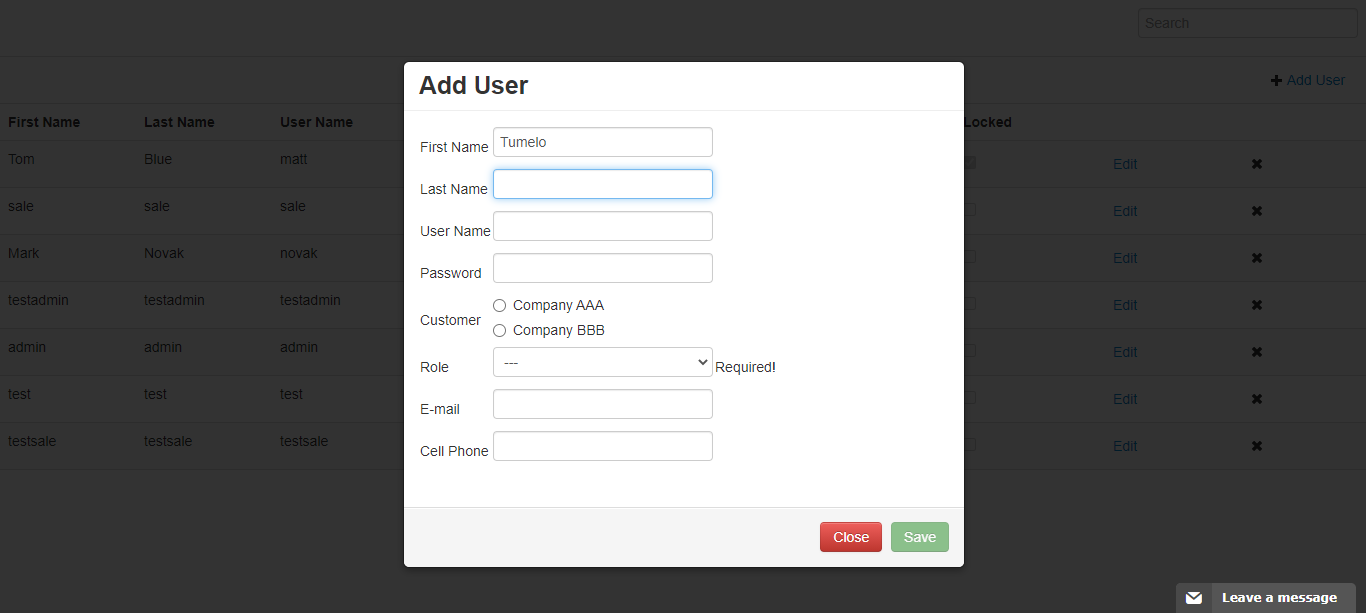 Search
Add User
First Name Last Name User Name Locked
Tom Blue matt Edit
sale sale sale Edit
Mark Novak novak Edit
testadmin testadmin testadmin Edit
admin admin admin Edit
test test test Edit
testsale testsale testsale Edit
Add User
First Name Tumelo
Last Name
User Name
Password
Customer
Company AAA
Company BBB
Role --- Required!
E-mail
Cell Phone
Close Save
Leave a message